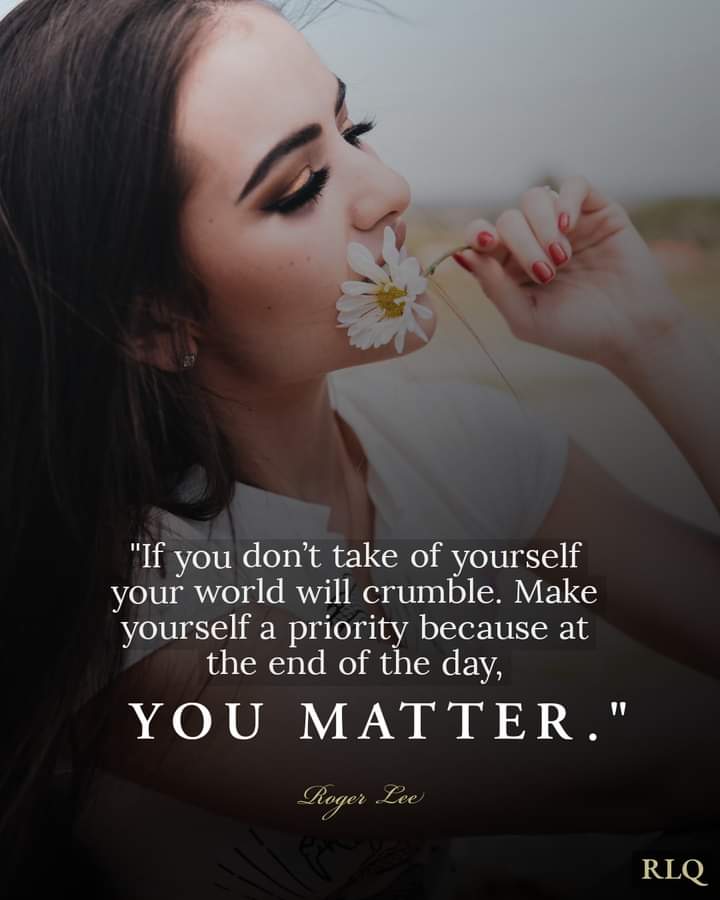 "If you don’t take of yourself
your world will crumble. Make
yourself a priority because at
the end of the day,
YOU MATTER."
Roger Lee
RLQ